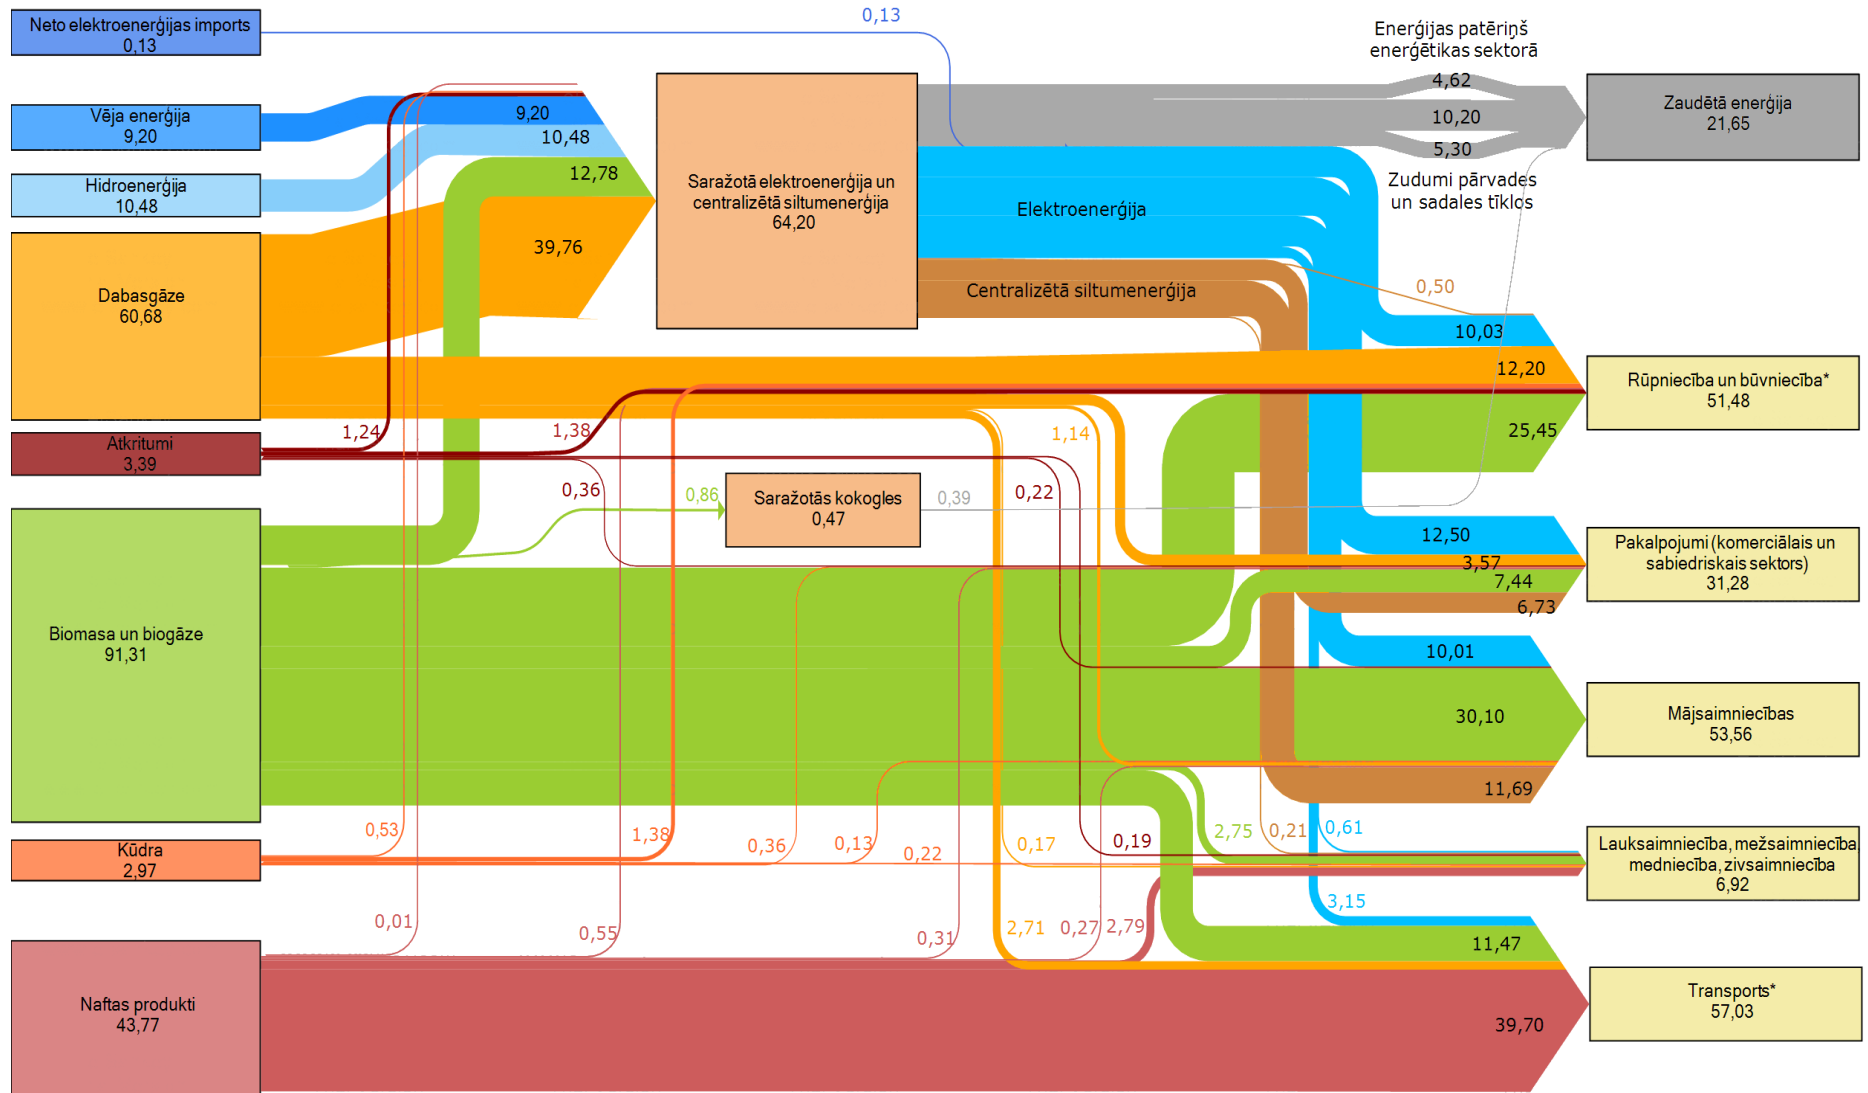 Neto elektroenerģijas imports
0,13
0,13
Enerģijas patēriņš
enerģētikas sektorā
4,62
10,20
5,30
Zaudētā enerģija
21,65
Zudumi pārvades
un sadales tīklos
Vēja enerģija
9,20
9,20
Hidroenerģija
10,48
10,48
12,78
Dabasgāze
60,68
39,76
Saražotā elektroenerģija un
centralizētā siltumenerģija
64,20
Elektroenerģija
Centralizētā siltumenerģija
0,50
10,03
12,20
25,45
Rūpniecība un būvniecība*
51,48
Atkritumi
3,39
1,24
1,38
1,14
0,36
0,86
Saražotās kokogles
0,47
0,39
0,22
12,50
3,57
7,44
6,73
Pakalpojumi (komerciālais un
sabiedriskais sektors)
31,28
Biomasa un biogāze
91,31
10,01
30,10
11,69
Mājsaimniecības
53,56
Kūdra
2,97
0,53
1,38
0,36
0,13
0,22
0,17
0,19
2,75
0,21
0,61
Lauksaimniecība, mežsaimniecība,
medniecība, zivsaimniecība
6,92
0,01
0,55
0,31
2,71
0,27
2,79
3,15
11,47
Naftas produkti
43,77
39,70
Transports*
57,03